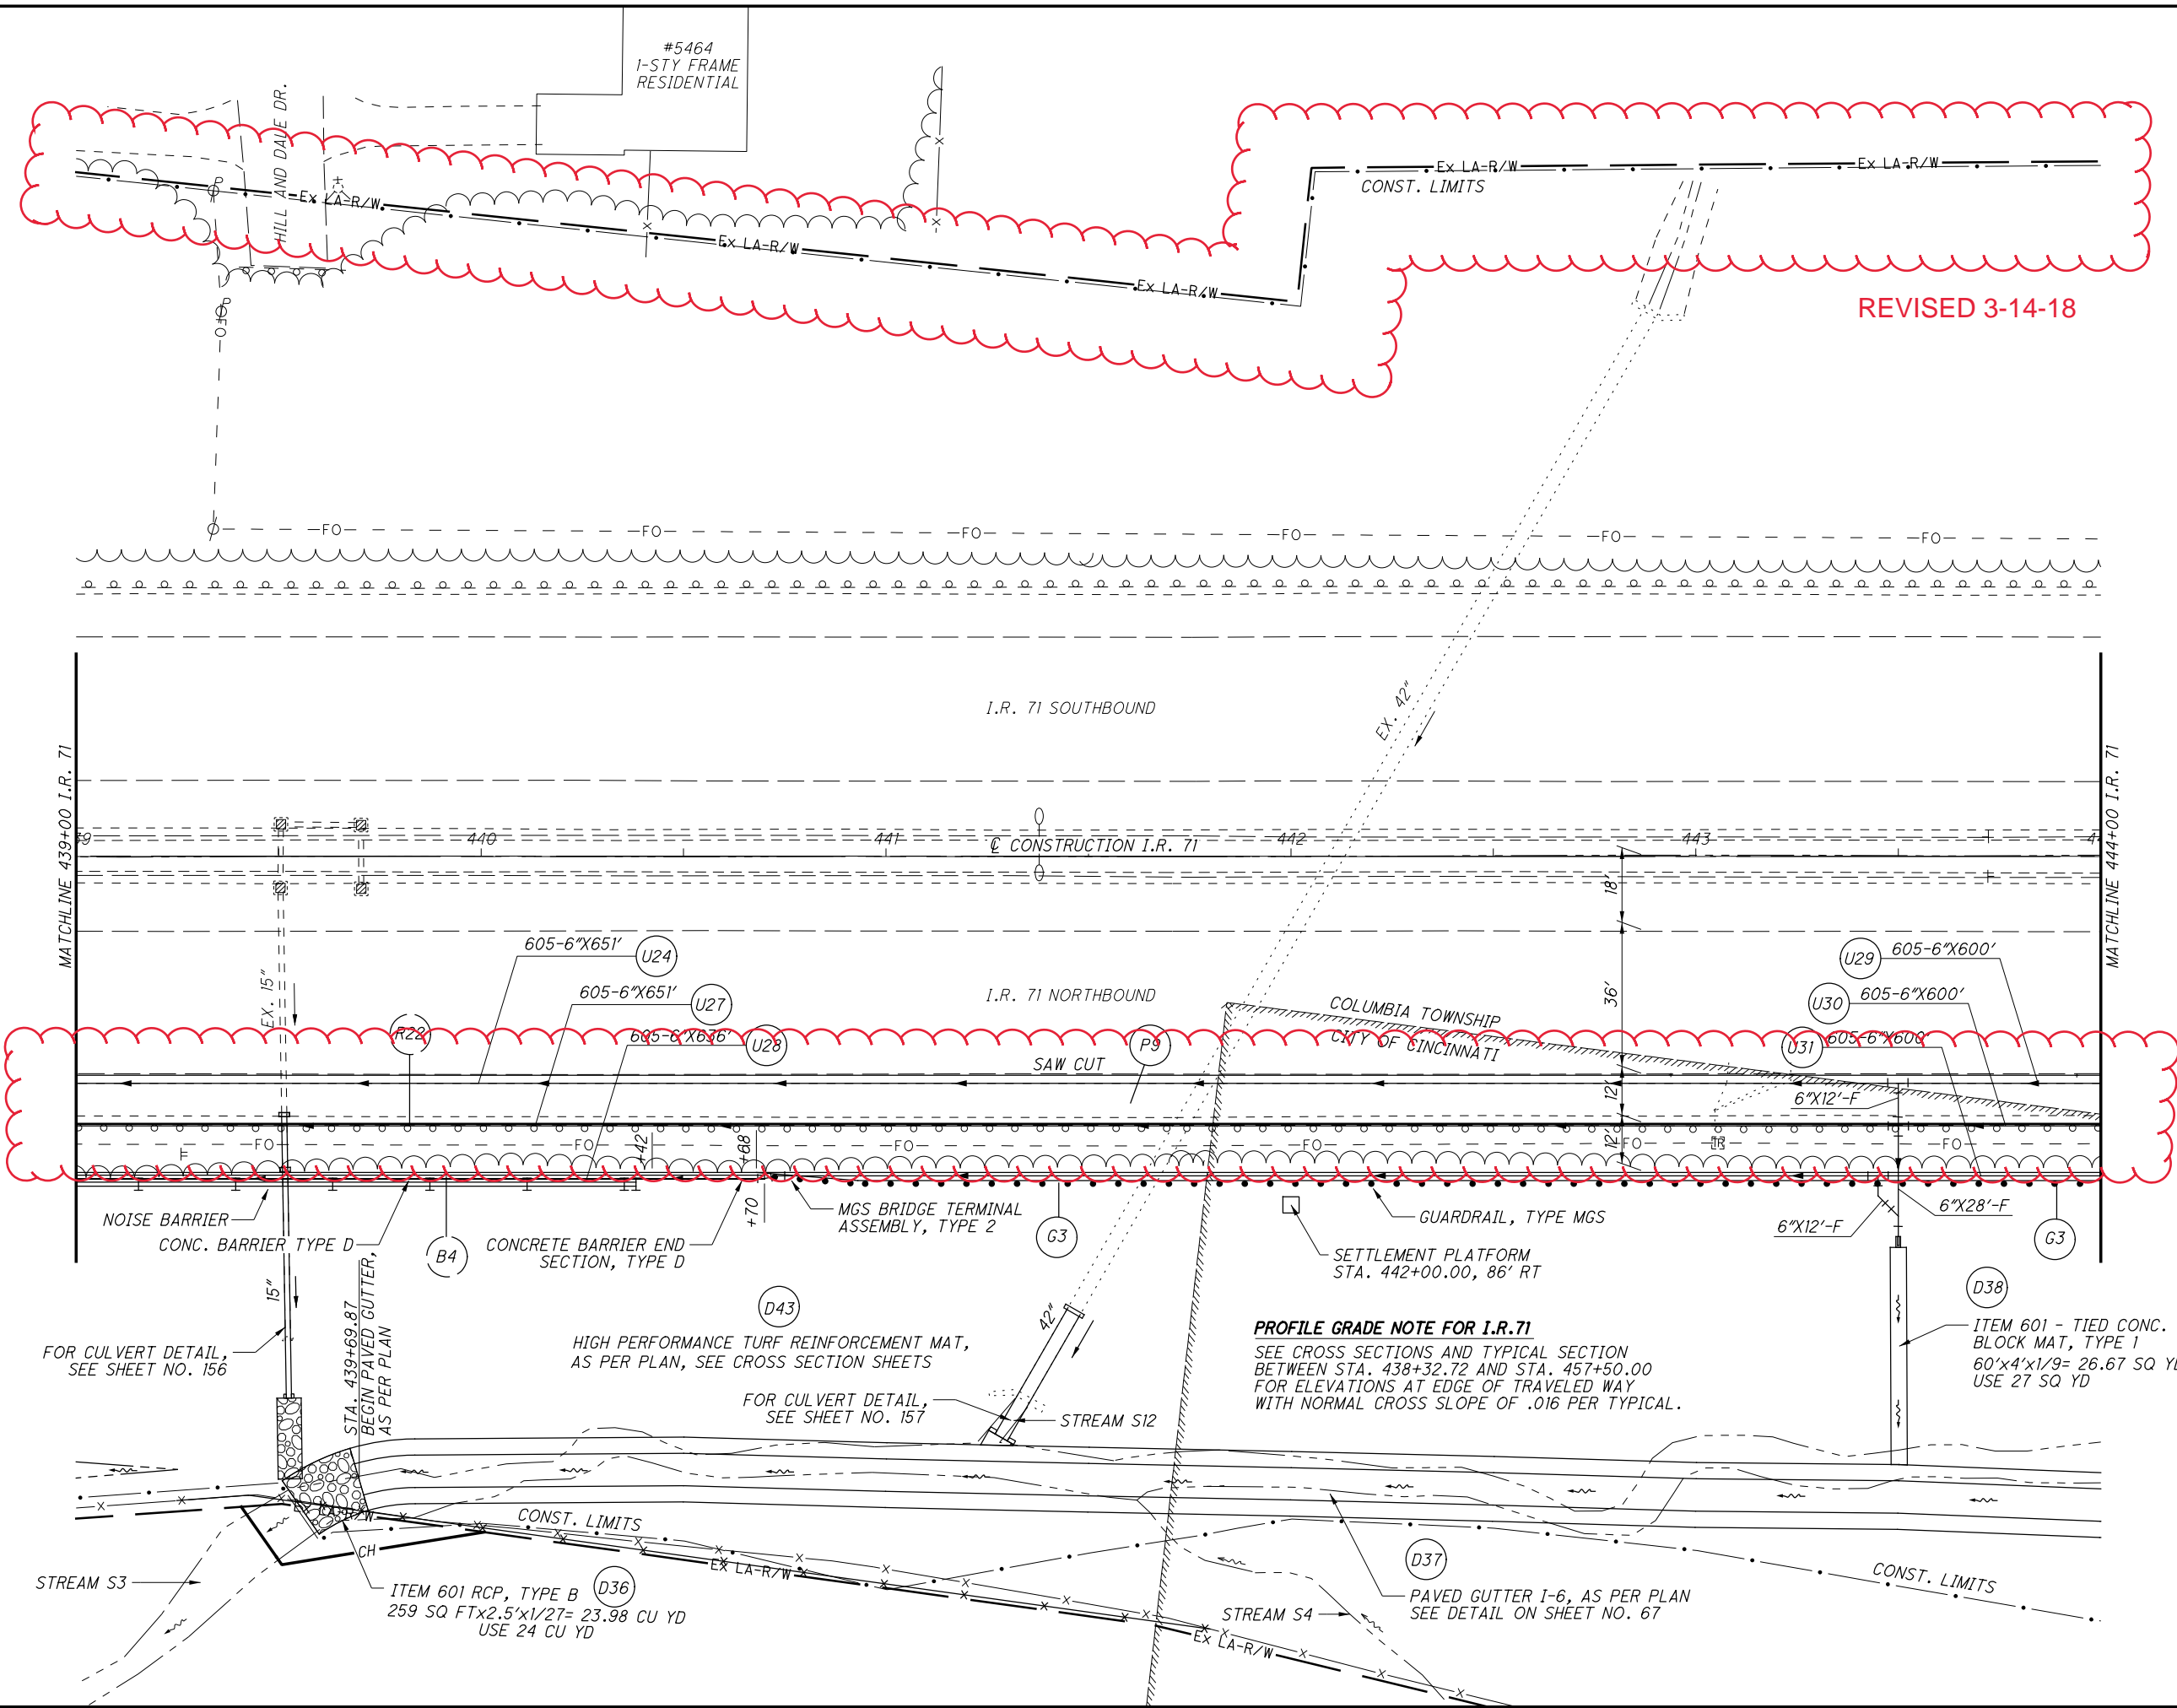 #5464
1-STY FRAME
RESIDENTIAL
HILL AND DALE DR.
Ex LA-R/W
Ex LA-R/W
Ex LA-R/W
Ex LA-R/W
Ex LA-R/W
CONST. LIMITS
REVISED 3-14-18
FO
FO
FO
FO
FO
FO
FO
I.R. 71 SOUTHBOUND
EX. 42"
MATCHLINE 439+00 I.R. 71
MATCHLINE 444+00 I.R. 71
39
440
441
442
443
℄ CONSTRUCTION I.R. 71
18'
36'
12'
12'
EX. 15"
605-6"X651'
U24
605-6"X651'
U27
605-6"X636'
U28
R22
I.R. 71 NORTHBOUND
COLUMBIA TOWNSHIP
CITY OF CINCINNATI
U29
605-6"X600'
U30
605-6"X600'
U31
605-6"X600'
P9
SAW CUT
6"X12'-F
FO
FO
FO
FO
FO
FO
+42
+68
+70
NOISE BARRIER
CONC. BARRIER TYPE D
B4
CONCRETE BARRIER END
SECTION, TYPE D
MGS BRIDGE TERMINAL
ASSEMBLY, TYPE 2
G3
GUARDRAIL, TYPE MGS
SETTLEMENT PLATFORM
STA. 442+00.00, 86' RT
6"X12'-F
6"X28'-F
G3
15"
STA. 439+69.87
BEGIN PAVED GUTTER,
AS PER PLAN
FOR CULVERT DETAIL,
SEE SHEET NO. 156
D43
HIGH PERFORMANCE TURF REINFORCEMENT MAT,
AS PER PLAN, SEE CROSS SECTION SHEETS
42"
FOR CULVERT DETAIL,
SEE SHEET NO. 157
STREAM S12
PROFILE GRADE NOTE FOR I.R.71
SEE CROSS SECTIONS AND TYPICAL SECTION
BETWEEN STA. 438+32.72 AND STA. 457+50.00
FOR ELEVATIONS AT EDGE OF TRAVELED WAY
WITH NORMAL CROSS SLOPE OF .016 PER TYPICAL.
D38
ITEM 601 - TIED CONC.
BLOCK MAT, TYPE 1
60'x4'x1/9= 26.67 SQ
USE 27 SQ YD
CONST. LIMITS
CH
Ex LA-R/W
Ex LA-R/W
Ex LA-R/W
STREAM S3
ITEM 601 RCP, TYPE B
D36
259 SQ FTx2.5'x1/27= 23.98 CU YD
USE 24 CU YD
STREAM S4
D37
PAVED GUTTER I-6, AS PER PLAN
SEE DETAIL ON SHEET NO. 67
CONST. LIMITS